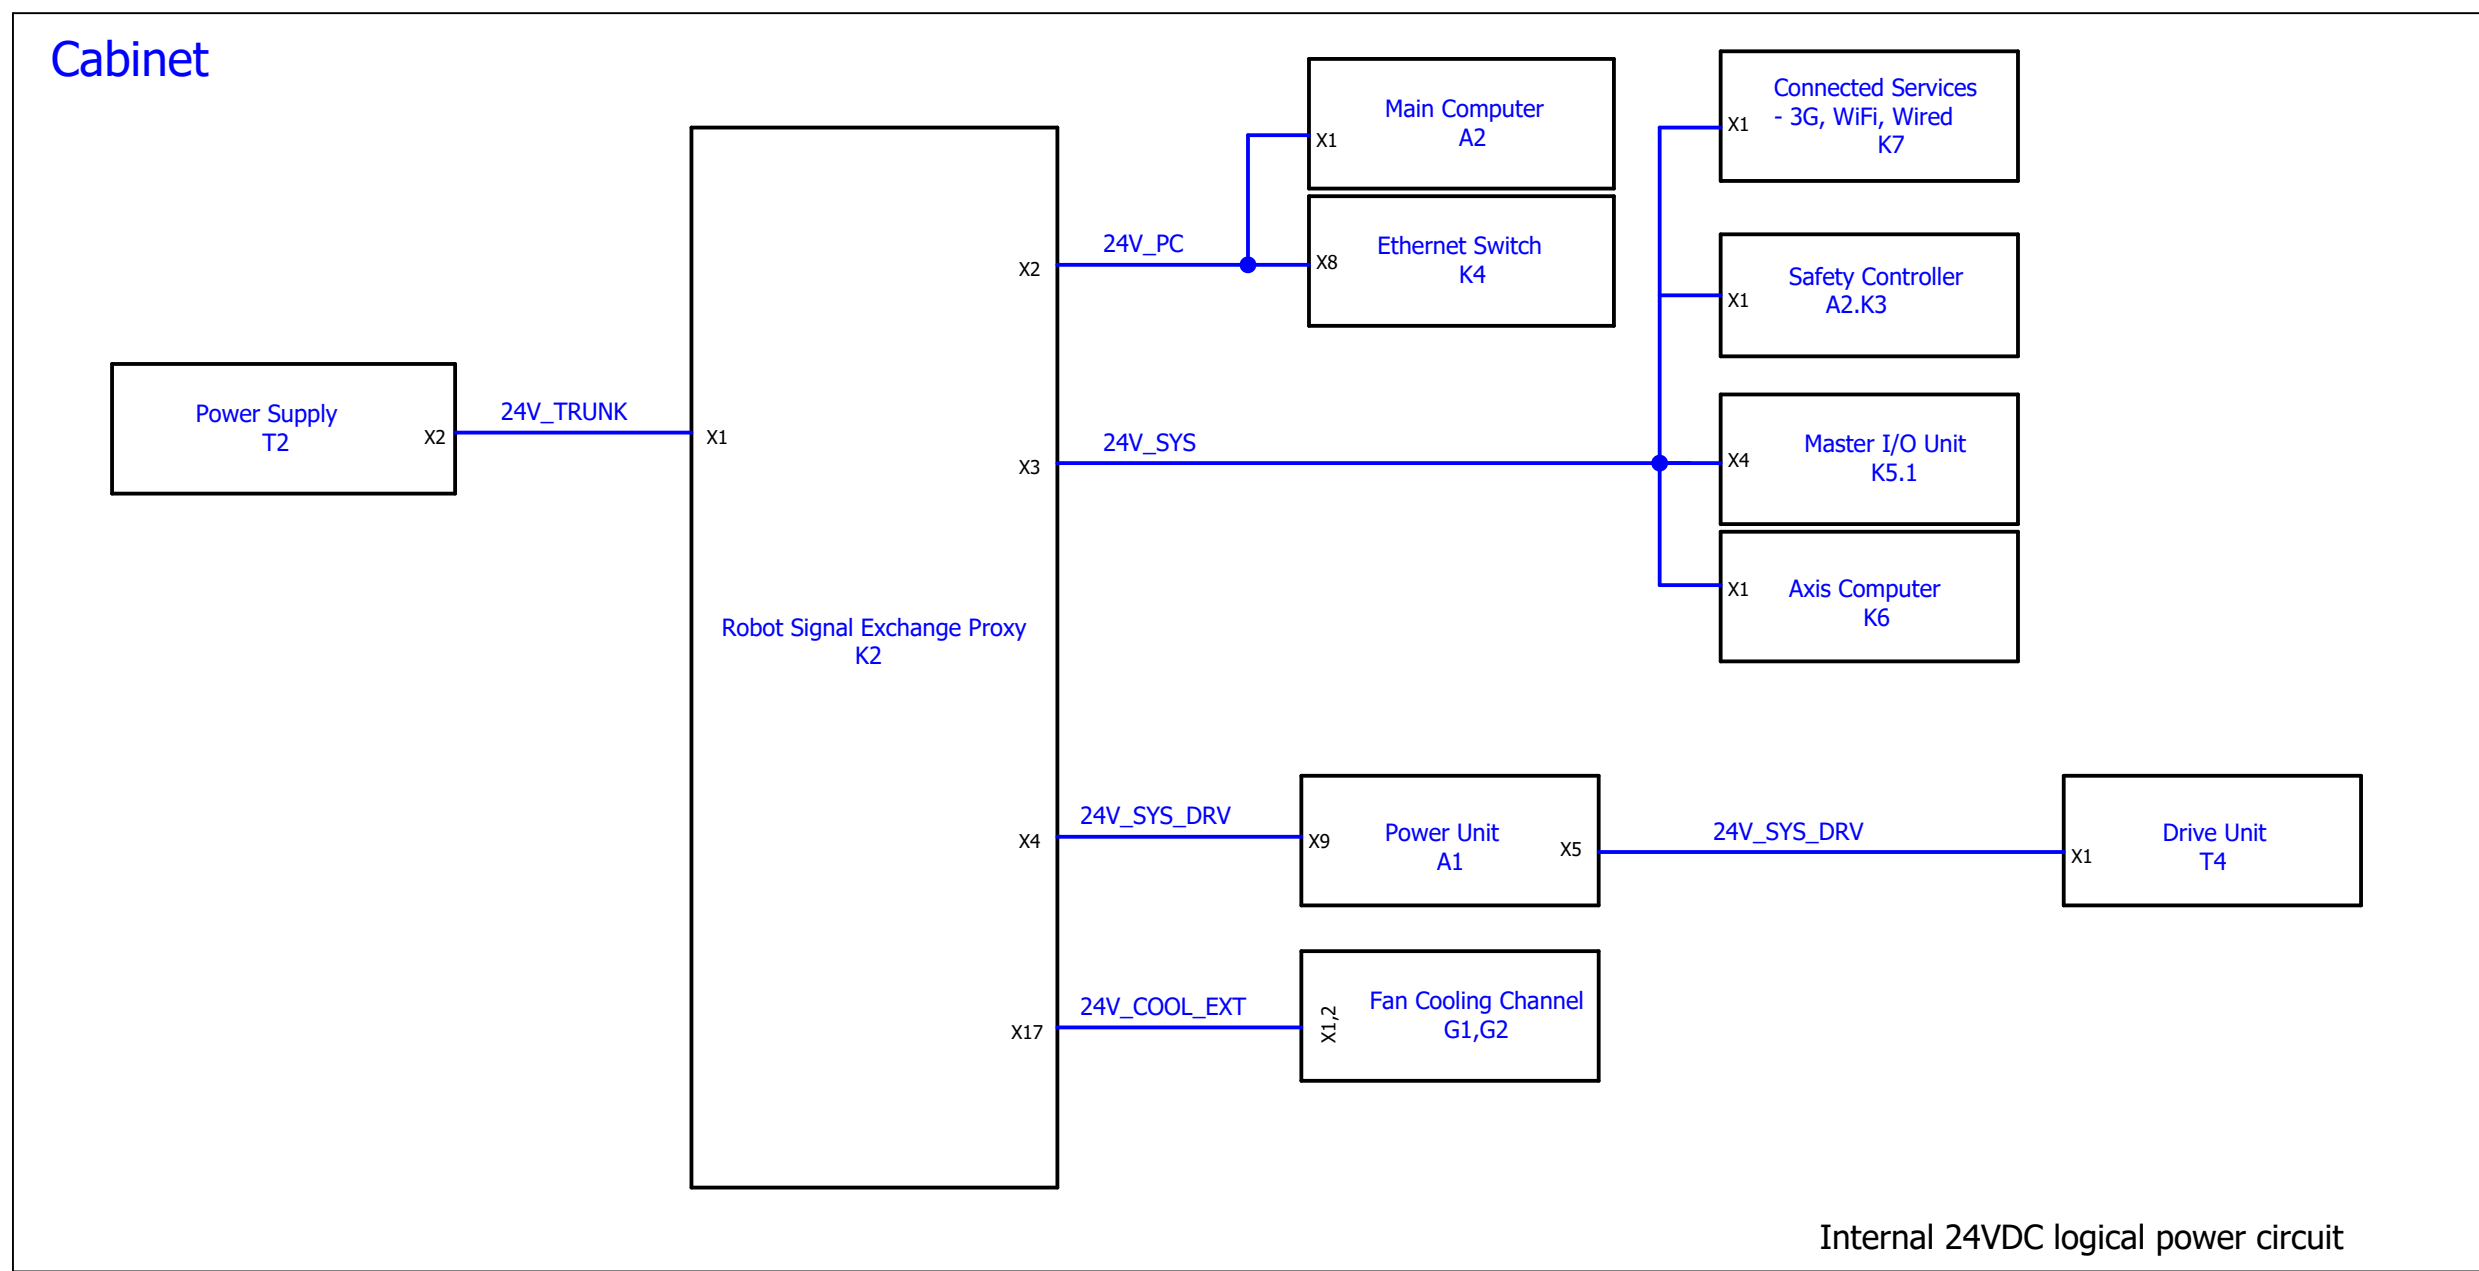 Cabinet
Main Computer
A2
X1
Connected Services
- 3G, WiFi, Wired
K7
X1
Ethernet Switch
K4
X8
24V_PC
X2
Safety Controller
A2.K3
X1
Power Supply
T2
X2
24V_TRUNK
X1
24V_SYS
X3
Master I/O Unit
K5.1
X4
Axis Computer
K6
X1
Robot Signal Exchange Proxy
K2
24V_SYS_DRV
X4
X9
Power Unit
A1
X5
24V_SYS_DRV
X1
Drive Unit
T4
24V_COOL_EXT
X17
X1,2
Fan Cooling Channel
G1,G2
Internal 24VDC logical power circuit